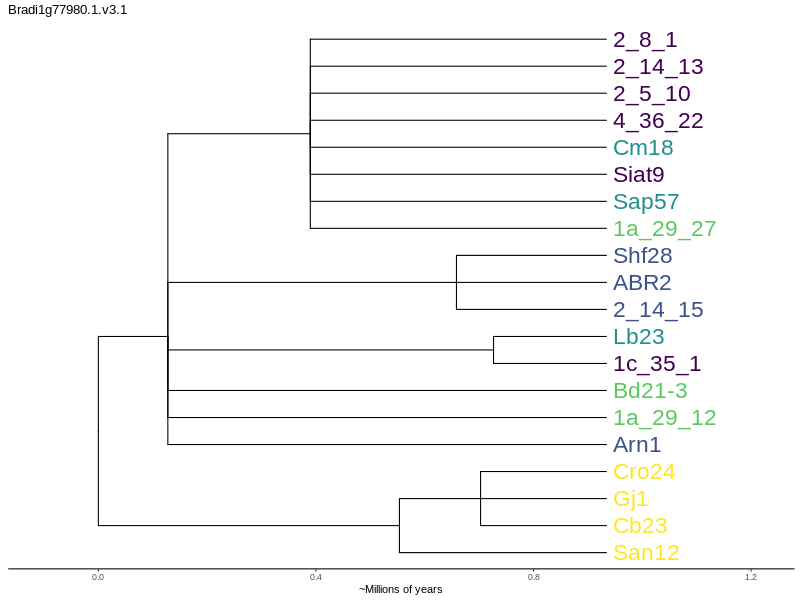 Bradi1g77980.1.v3.1
2_8_1
2_14_13
2_5_10
4_36_22
Cm18
Siat9
Sap57
1a_29_27
Shf28
ABR2
2_14_15
Lb23
1c_35_1
Bd21-3
1a_29_12
Arn1
Cro24
Gj1
Cb23
San12
0.0 0.4 0.8 1.2
~Millions of years